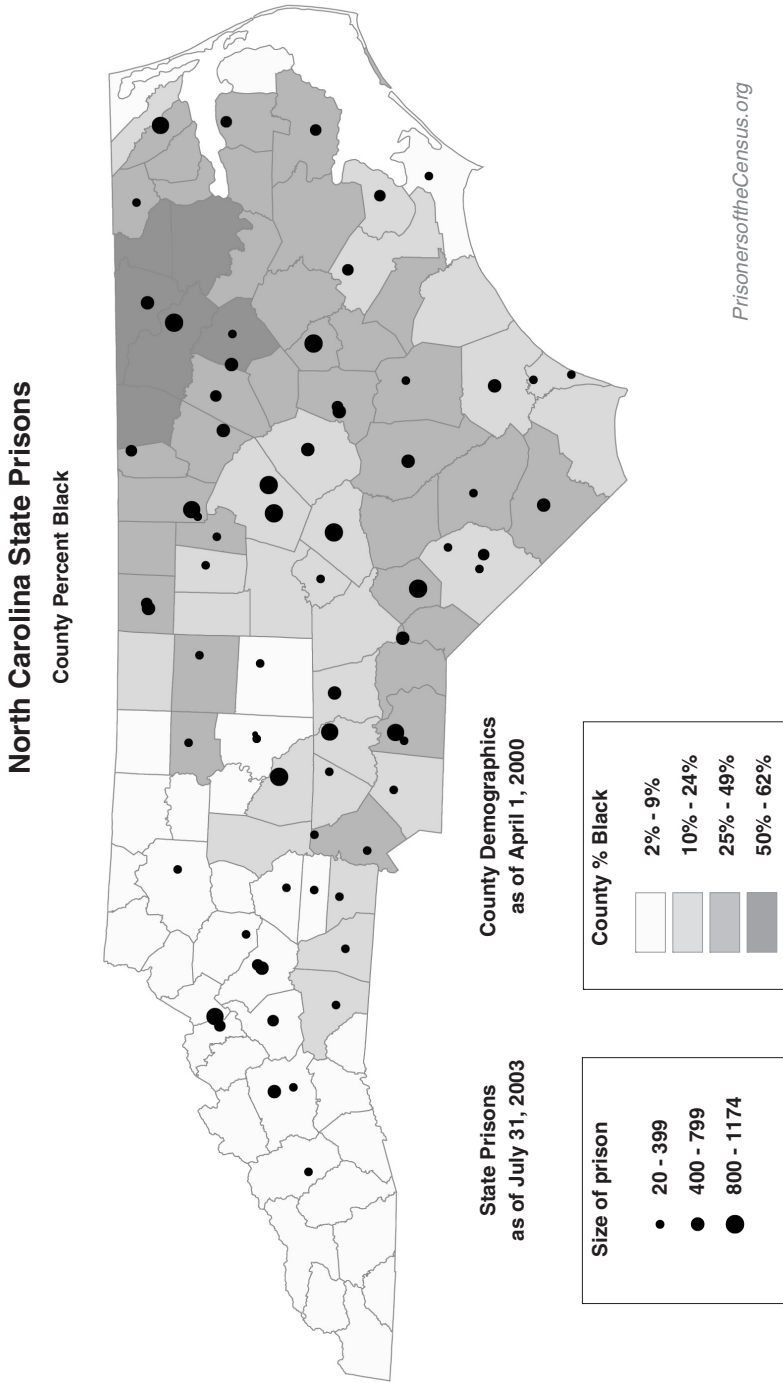 North Carolina State Prisons
County Percent Black
State Prisons
as of July 31, 2003
County Demographics
as of April 1, 2000
Size of prison
20 - 399
400 - 799
800 - 1174
County % Black
2% - 9%
10% - 24%
25% - 49%
50% - 62%
PrisonersoftheCensus.org